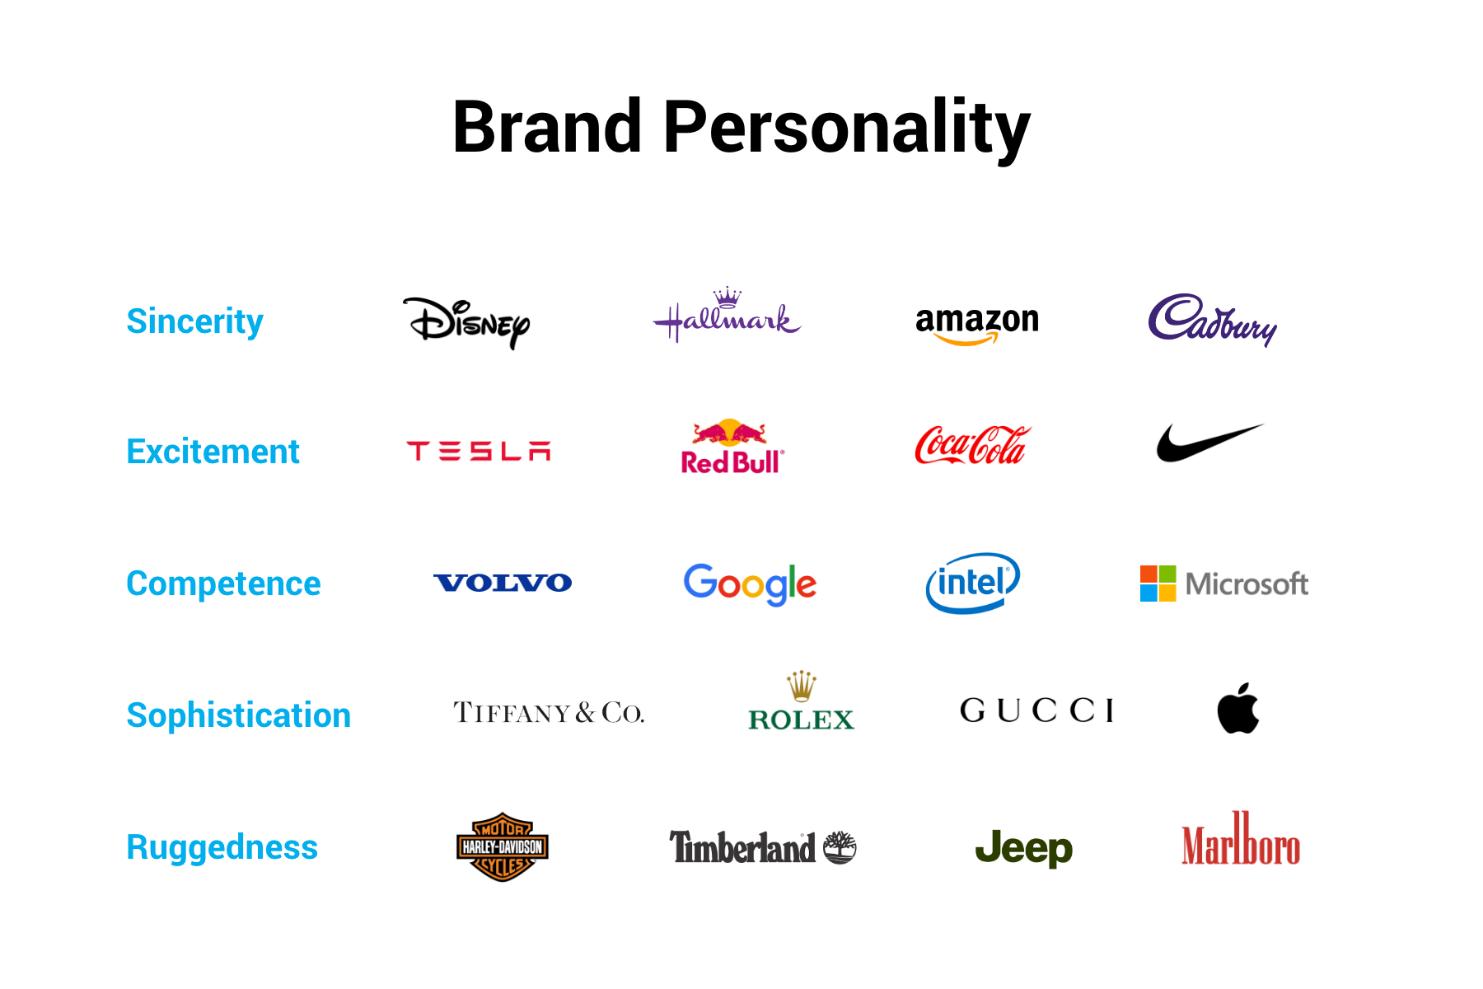 Brand Personality
Sincerity DISNEY Hallmark amazon Cadbury
Excitement TESLA Red Bull® Coca-Cola
Competence VOLVO Google intel® Microsoft
Sophistication TIFFANY & CO. ROLEX GUCCI
Ruggedness MOTOR HARLEY-DAVIDSON CYCLES Timberland® Jeep Marlboro